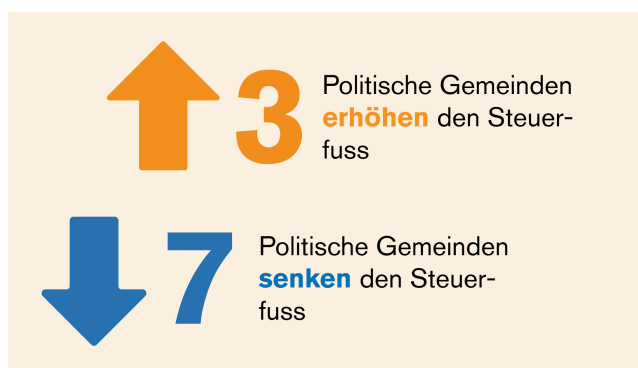 3
Politische Gemeinden
erhöhen den Steuer-
fuss
7
Politische Gemeinden
senken den Steuer-
fuss